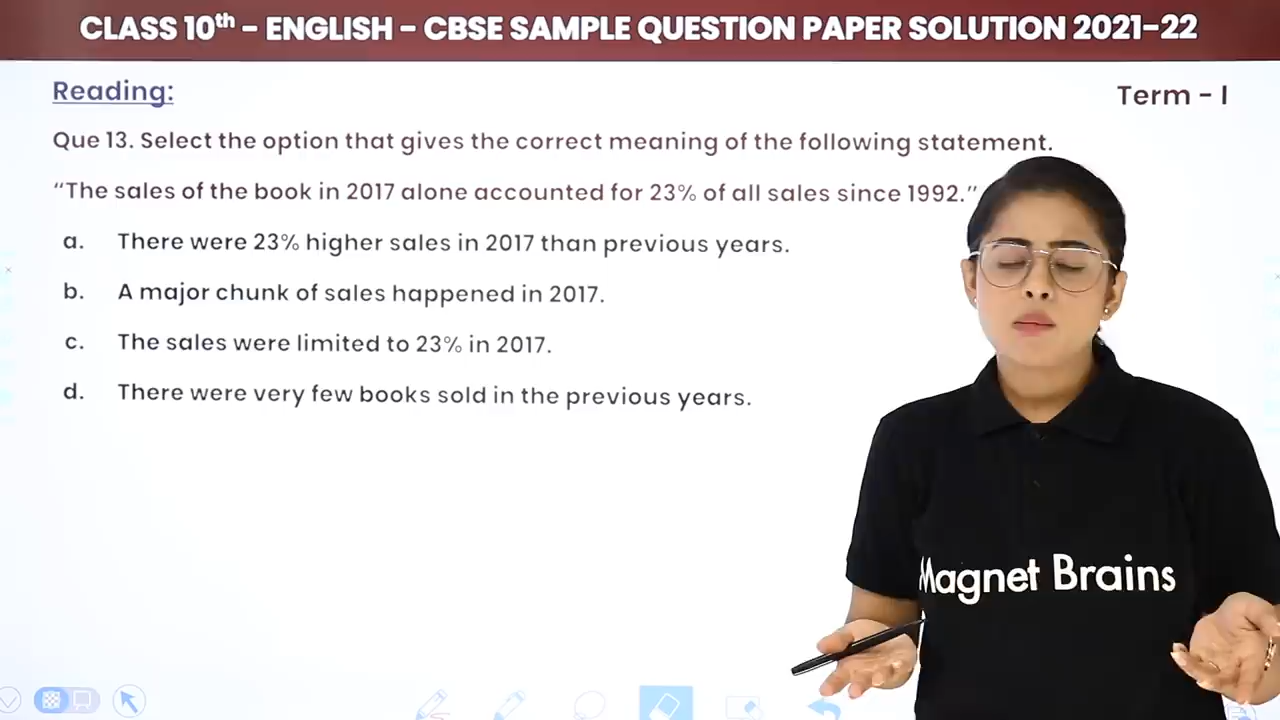 CLASS 10th – ENGLISH – CBSE SAMPLE QUESTION PAPER SOLUTION 2021–22
Reading:
Term - I
Que 13. Select the option that gives the correct meaning of the following statement.
“The sales of the book in 2017 alone accounted for 23% of all sales since 1992.”
a. There were 23% higher sales in 2017 than previous years.
b. A major chunk of sales happened in 2017.
c. The sales were limited to 23% in 2017.
d. There were very few books sold in the previous years.
Magnet Brains